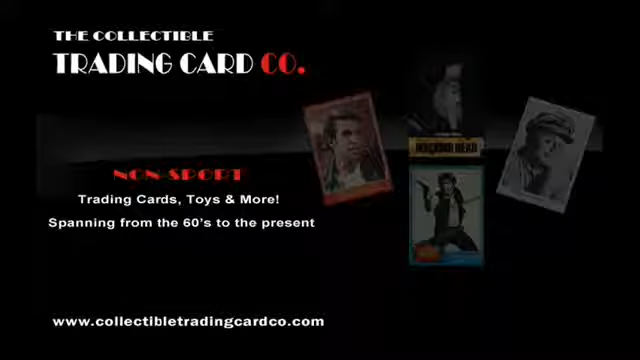 THE COLLECTIBLE
TRADING CARD CO.
NON-SPORT
Trading Cards, Toys & More!
Spanning from the 60's to the present
www.collectibletradingcardco.com